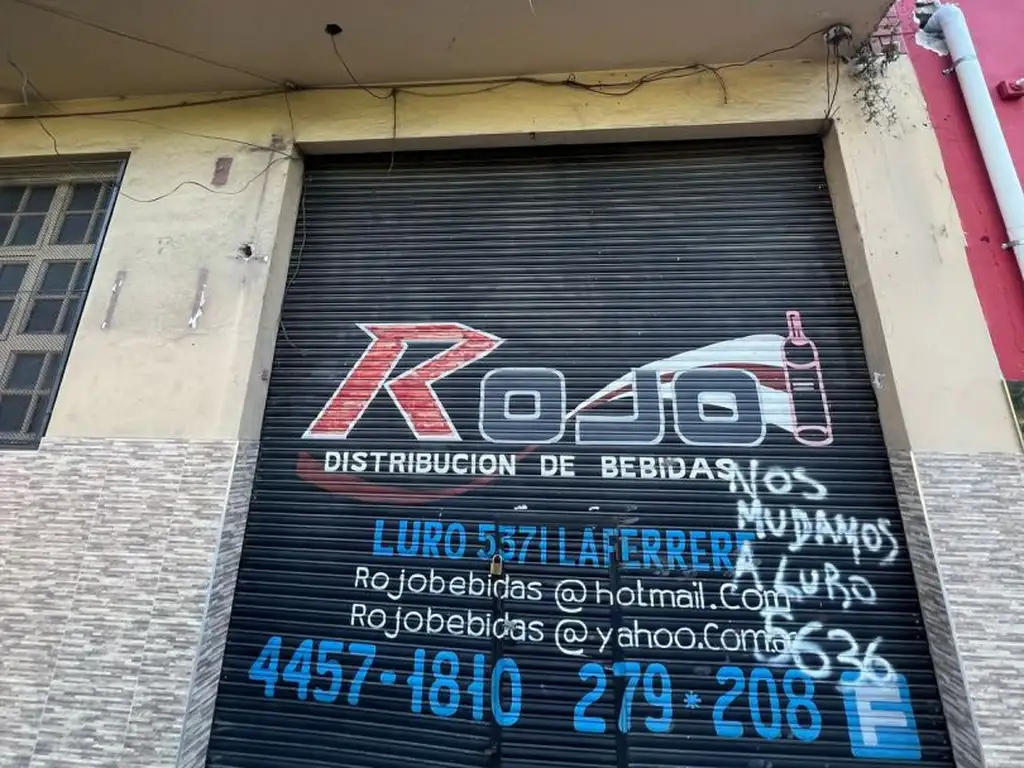 Rojo
DISTRIBUCION DE BEBIDAS
LURO 5371 LAFERRERE
Rojobebidas@hotmail.Com
Rojobebidas@yahoo.Com.ar
4457-1810 279*208
F
NOS
MUDAMOS
A LURO
5636